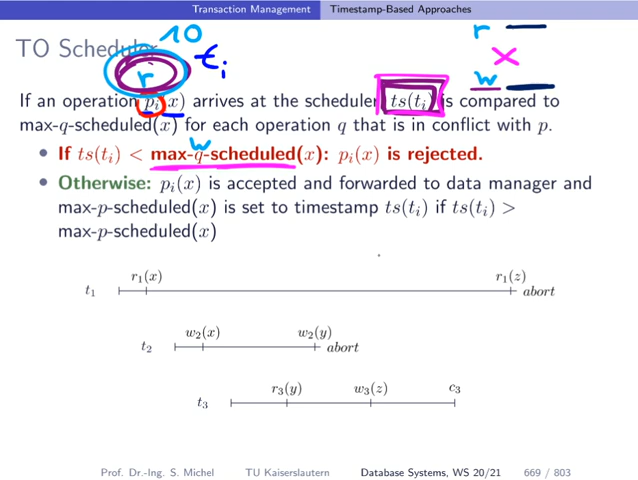 Transaction Management Timestamp-Based Approaches
10
r
TO Scheduler
t_i
r
w
If an operation p_i(x) arrives at the scheduler, ts(t_i) is compared to
max-q-scheduled(x) for each operation q that is in conflict with p.
w
• If ts(t_i) < max-q-scheduled(x): p_i(x) is rejected.
• Otherwise: p_i(x) is accepted and forwarded to data manager and
max-p-scheduled(x) is set to timestamp ts(t_i) if ts(t_i) >
max-p-scheduled(x)
r_1(x) r_1(z)
t_1 abort
w_2(x) w_2(y)
t_2 abort
r_3(y) w_3(z) c_3
t_3
Prof. Dr.-Ing. S. Michel TU Kaiserslautern Database Systems, WS 20/21 669 / 803